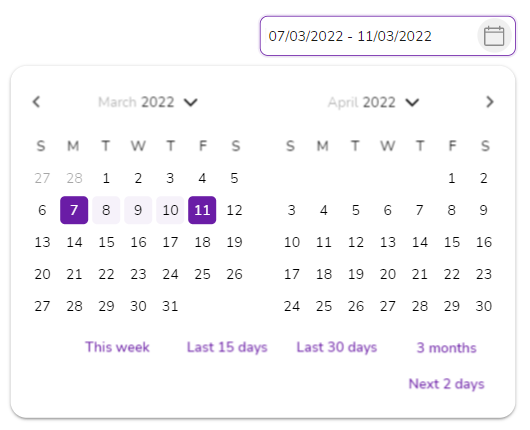 07/03/2022 - 11/03/2022
March 2022 April 2022
S M T W T F S S M T W T F S
27 28 1 2 3 4 5 1 2
6 7 8 9 10 11 12 3 4 5 6 7 8 9
13 14 15 16 17 18 19 10 11 12 13 14 15 16
20 21 22 23 24 25 26 17 18 19 20 21 22 23
27 28 29 30 31 24 25 26 27 28 29 30
This week Last 15 days Last 30 days 3 months
Next 2 days